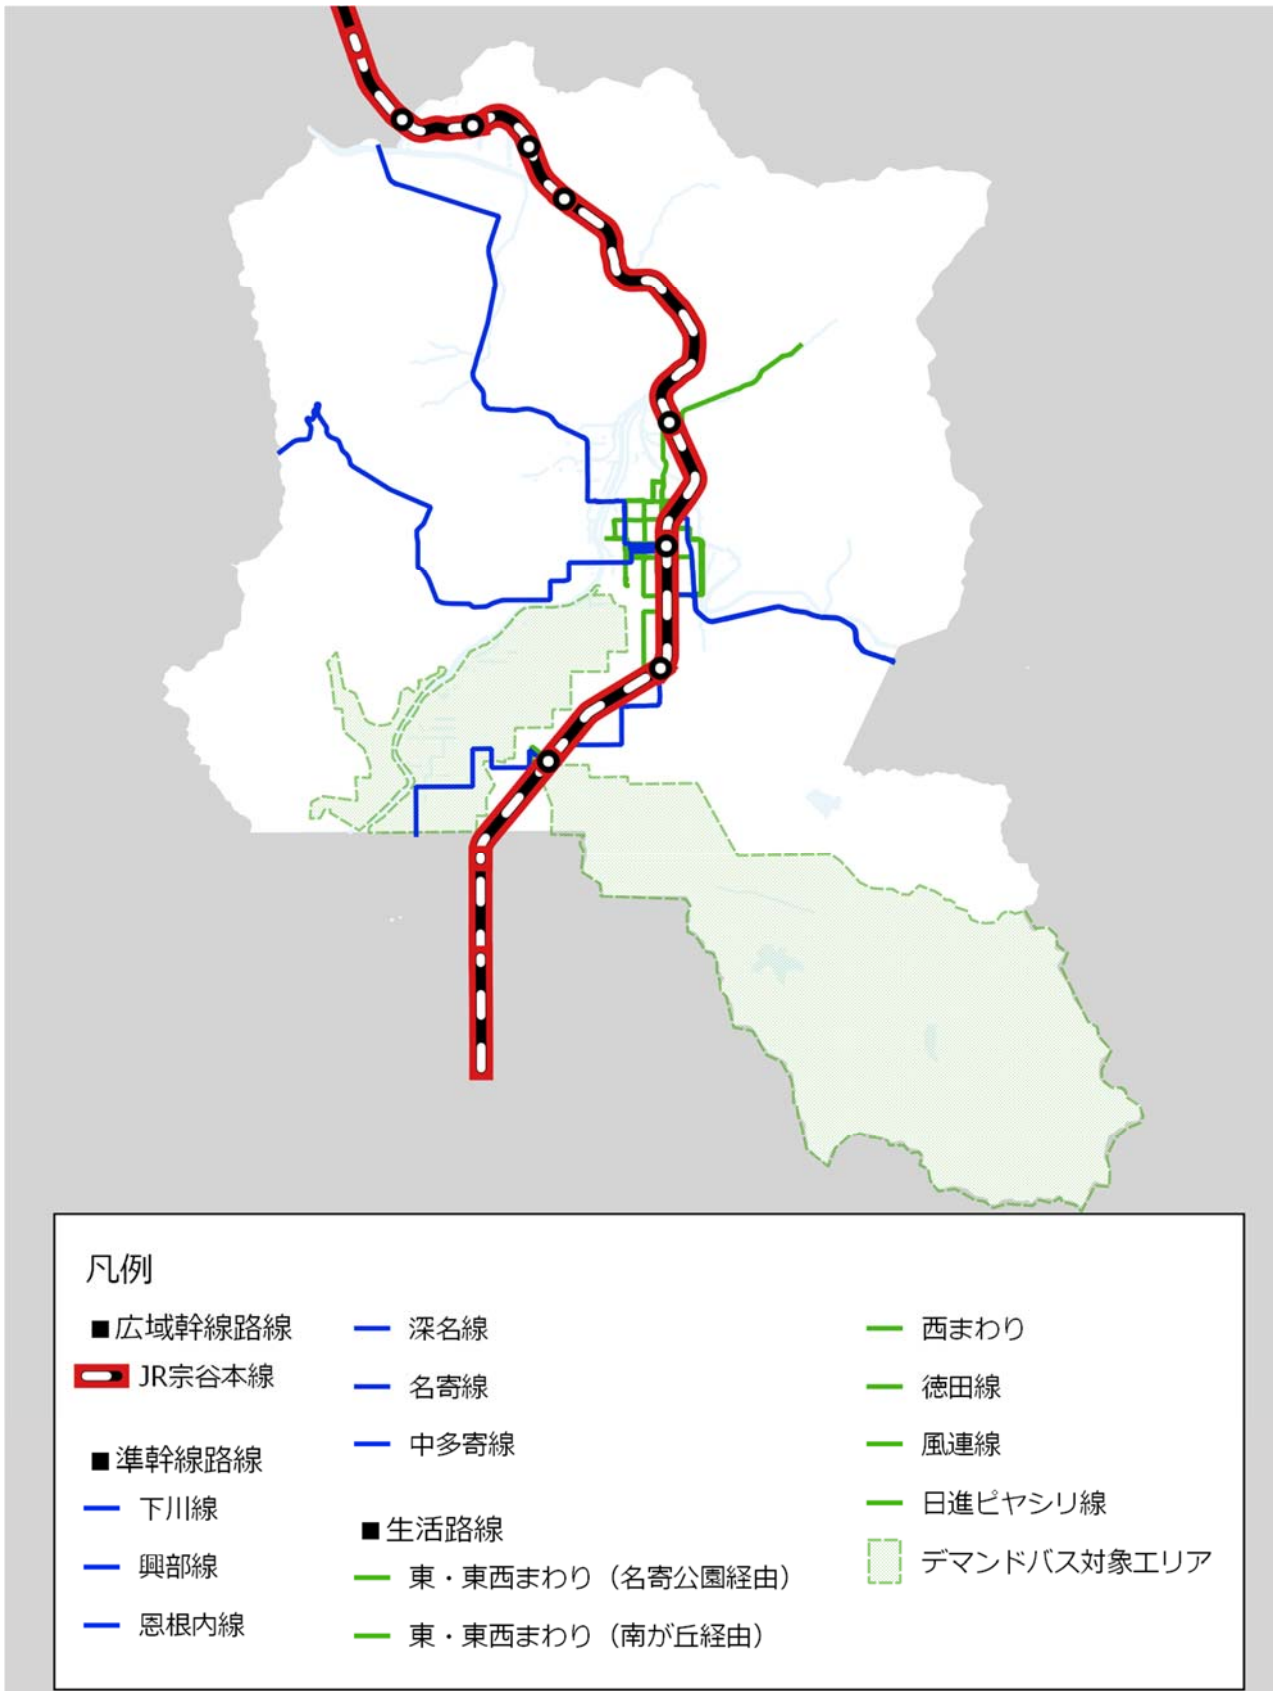 凡例
■広域幹線路線
JR宗谷本線
■準幹線路線
下川線
興部線
恩根内線
深名線
名寄線
中多寄線
■生活路線
東・東西まわり（名寄公園経由）
東・東西まわり（南が丘経由）
西まわり
徳田線
風連線
日進ピヤシリ線
デマンドバス対象エリア